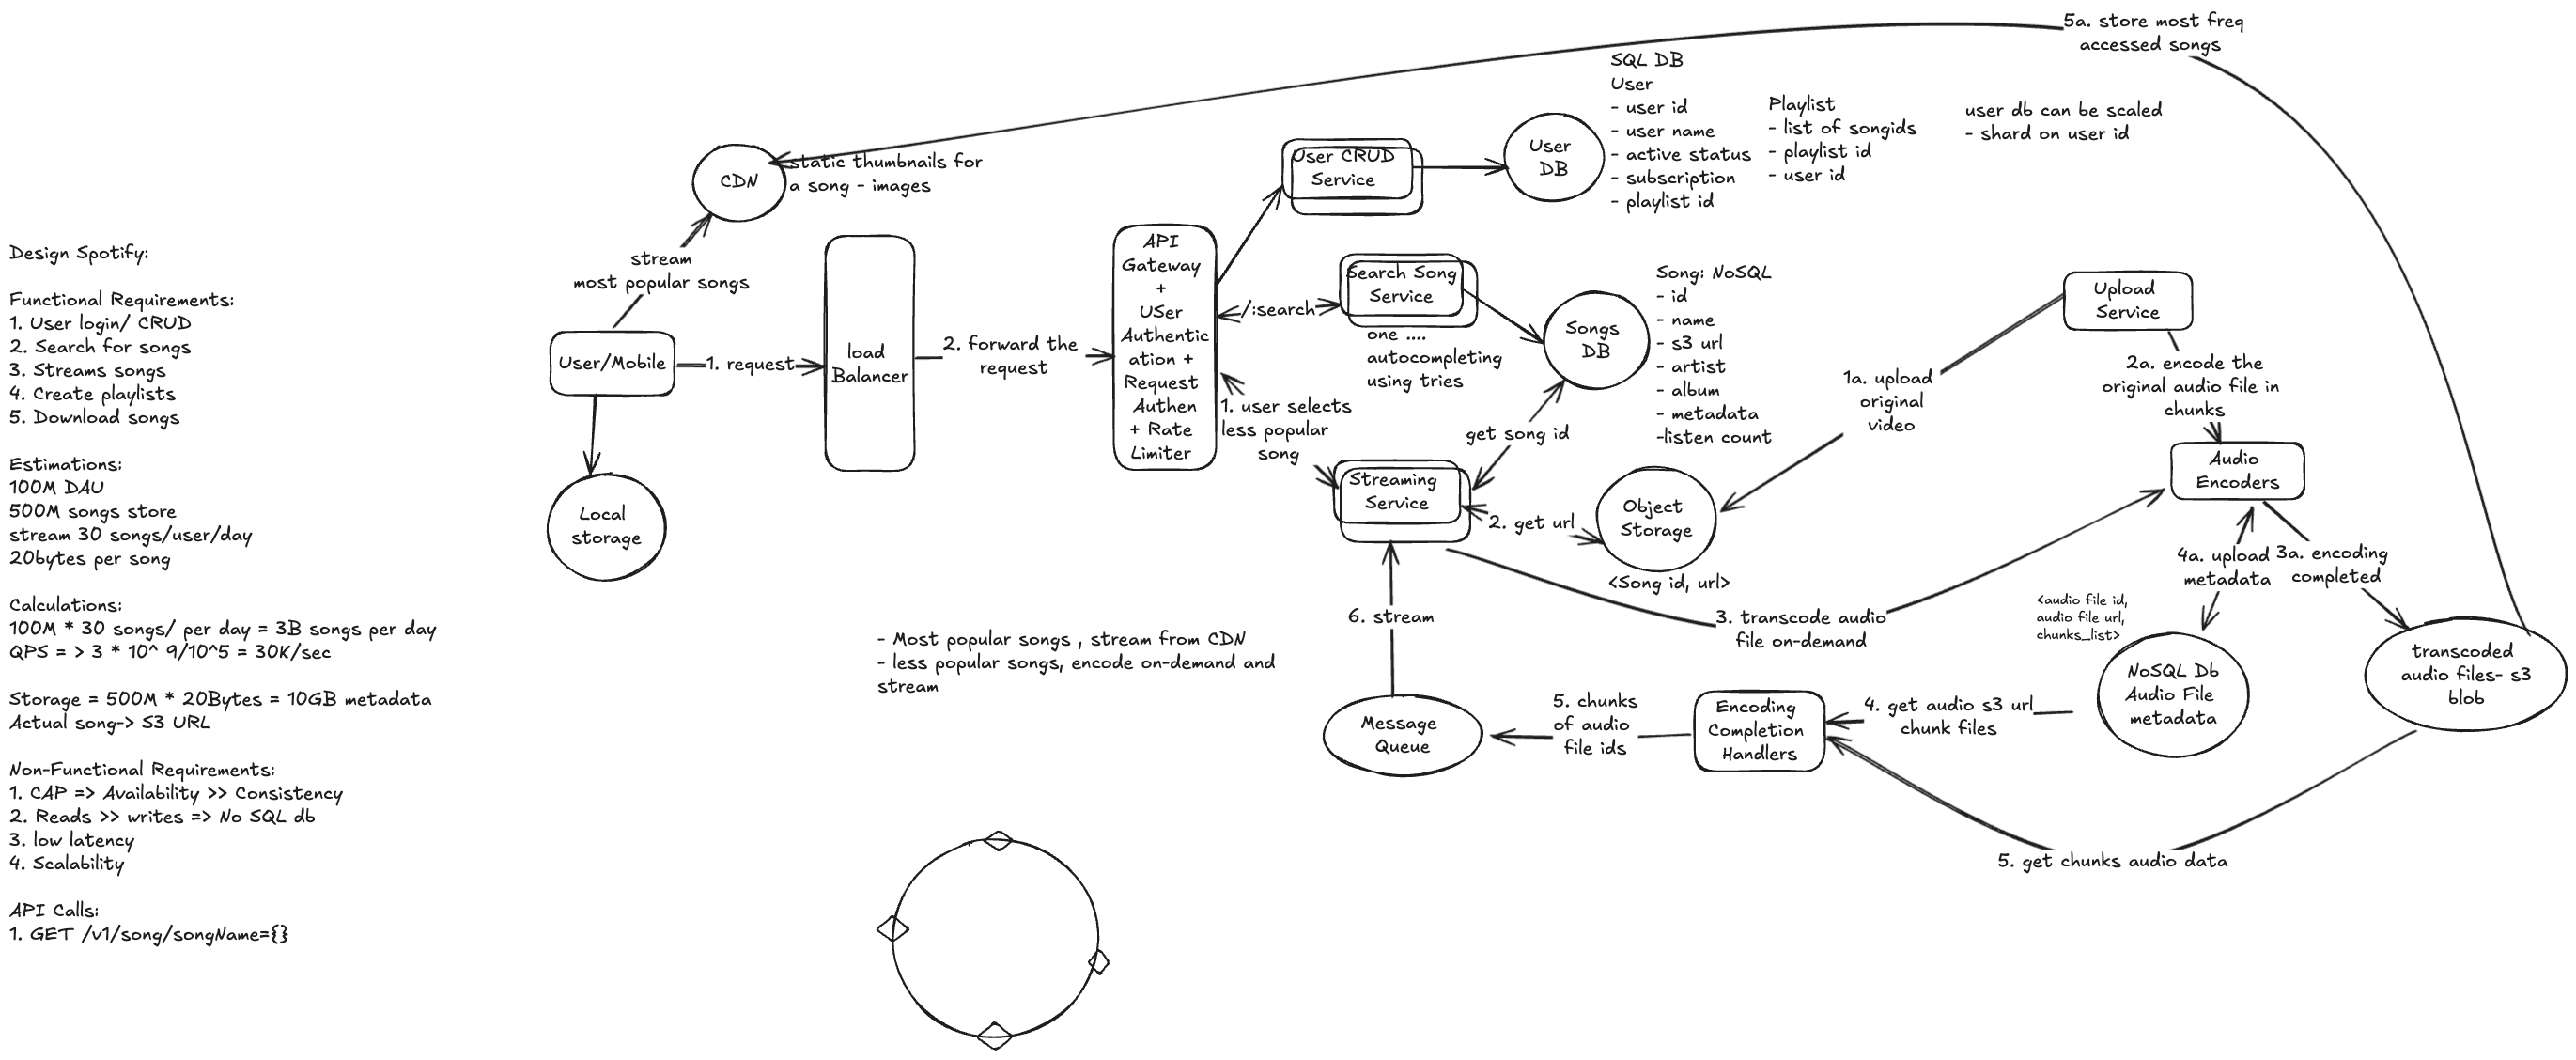 Design Spotify:
Functional Requirements:
1. User login/ CRUD
2. Search for songs
3. Streams songs
4. Create playlists
5. Download songs
Estimations:
100M DAU
500M songs store
stream 30 songs/user/day
20bytes per song
Calculations:
100M * 30 songs/ per day = 3B songs per day
QPS = > 3 * 10^ 9/10^5 = 30K/sec
Storage = 500M * 20Bytes = 10GB metadata
Actual song-> S3 URL
Non-Functional Requirements:
1. CAP => Availability >> Consistency
2. Reads >> writes => No SQL db
3. low latency
4. Scalability
API Calls:
1. GET /v1/song/songName={}
CDN
static thumbnails for
a song - images
stream
most popular songs
User/Mobile
Local
storage
1. request
load
Balancer
2. forward the
request
API
Gateway
+
USer
Authentic
ation +
Request
Authen
+ Rate
Limiter
User CRUD
Service
User
DB
SQL DB
User
- user id
- user name
- active status
- subscription
- playlist id
Playlist
- list of songids
- playlist id
- user id
user db can be scaled
- shard on user id
/:search
Search Song
Service
one ....
autocompleting
using tries
Songs
DB
Song: NoSQL
- id
- name
- s3 url
- artist
- album
- metadata
-listen count
1. user selects
less popular
song
get song id
Streaming
Service
2. get url
Object
Storage
<Song id, url>
3. transcode audio
file on-demand
6. stream
- Most popular songs , stream from CDN
- less popular songs, encode on-demand and
stream
Message
Queue
5. chunks
of audio
file ids
Encoding
Completion
Handlers
4. get audio s3 url
chunk files
NoSQL Db
Audio File
metadata
<audio file id,
audio file url,
chunks_list>
5. get chunks audio data
transcoded
audio files- s3
blob
4a. upload
metadata
3a. encoding
completed
Audio
Encoders
2a. encode the
original audio file in
chunks
Upload
Service
1a. upload
original
video
5a. store most freq
accessed songs